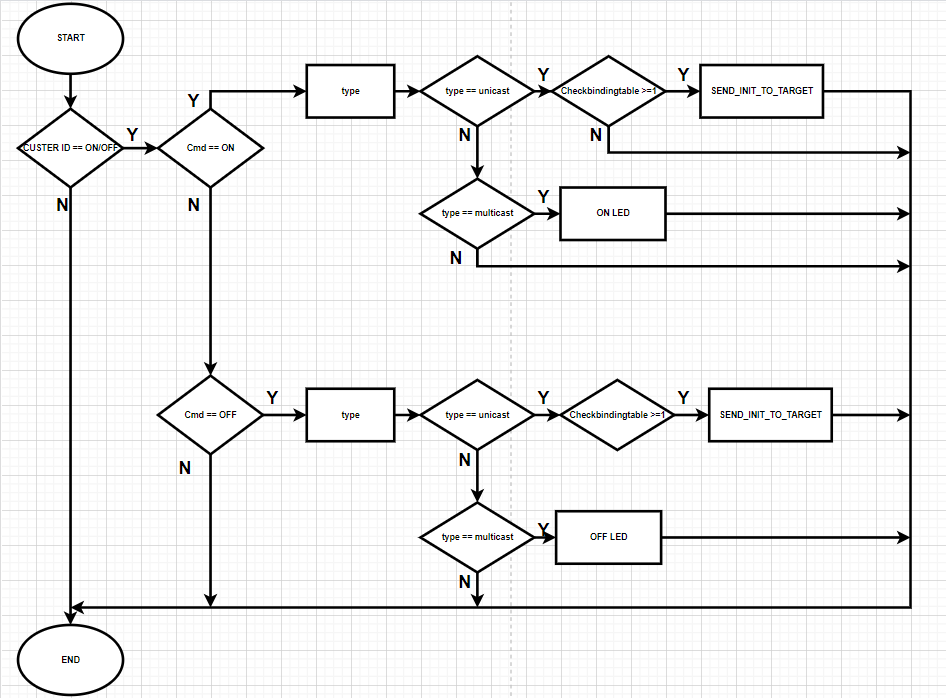 START
CUSTER ID == ON/OFF
Y
Cmd == ON
Y
type
type == unicast
Y
Checkbindingtable >=1
Y
SEND_INIT_TO_TARGET
N
N
type == multicast
Y
ON LED
N
N
N
Cmd == OFF
Y
type
type == unicast
Y
Checkbindingtable >=1
Y
SEND_INIT_TO_TARGET
N
N
type == multicast
Y
OFF LED
N
END